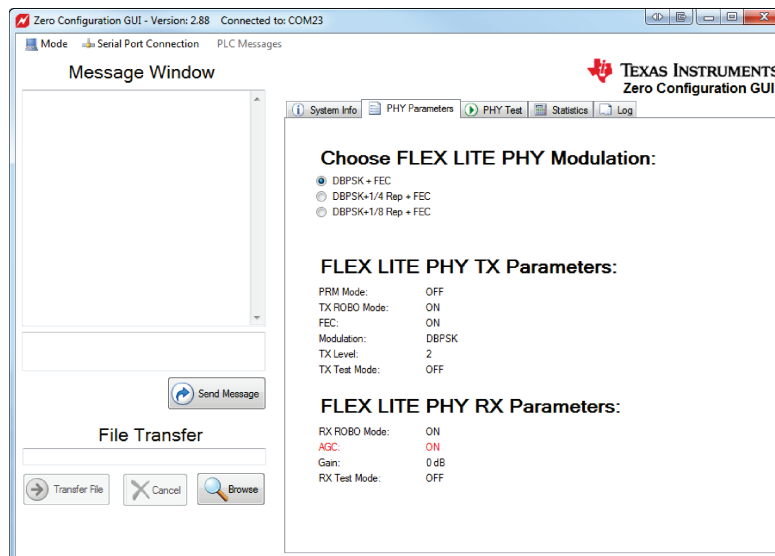 Zero Configuration GUI - Version: 2.88 Connected to: COM23
Mode Serial Port Connection PLC Messages
Message Window
TEXAS INSTRUMENTS
Zero Configuration GUI
System Info PHY Parameters PHY Test Statistics Log
Choose FLEX LITE PHY Modulation:
DBPSK + FEC
DBPSK+1/4 Rep + FEC
DBPSK+1/8 Rep + FEC
FLEX LITE PHY TX Parameters:
PRM Mode: OFF
TX ROBO Mode: ON
FEC: ON
Modulation: DBPSK
TX Level: 2
TX Test Mode: OFF
Send Message
FLEX LITE PHY RX Parameters:
RX ROBO Mode: ON
AGC: ON
Gain: 0 dB
RX Test Mode: OFF
File Transfer
Transfer File Cancel Browse